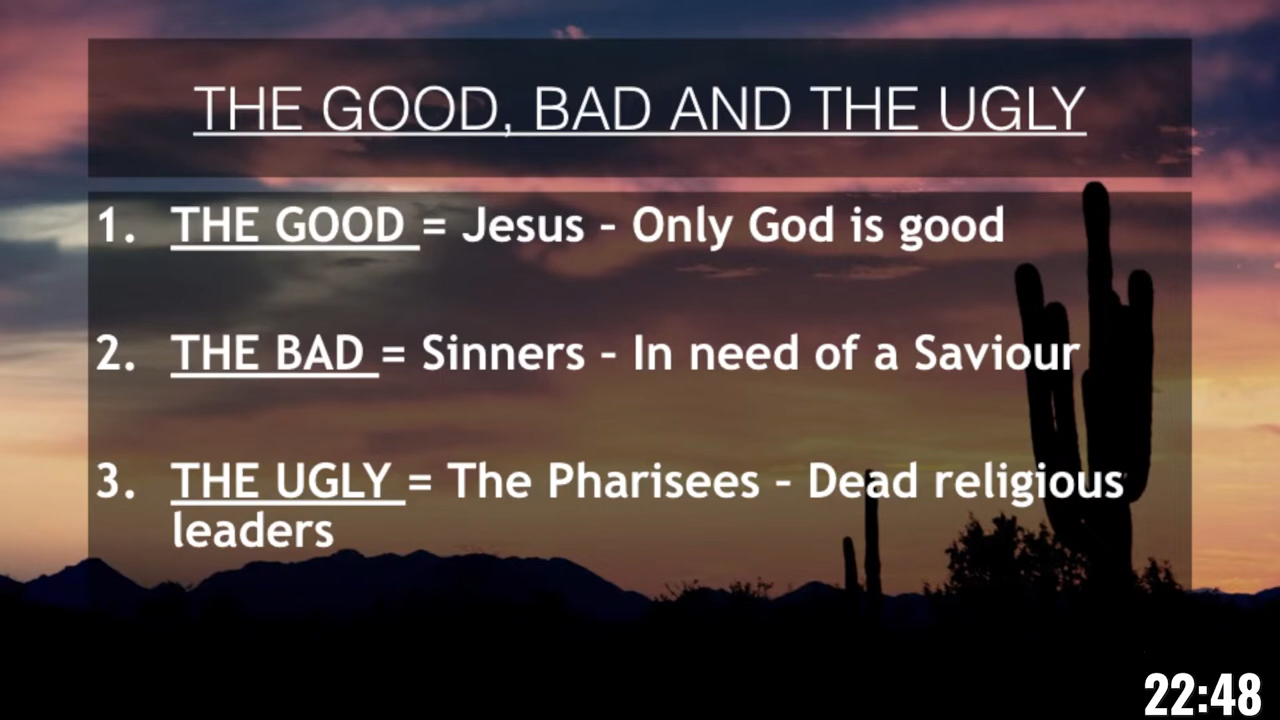 THE GOOD, BAD AND THE UGLY
1. THE GOOD = Jesus – Only God is good
2. THE BAD = Sinners – In need of a Saviour
3. THE UGLY = The Pharisees – Dead religious
leaders
22:48